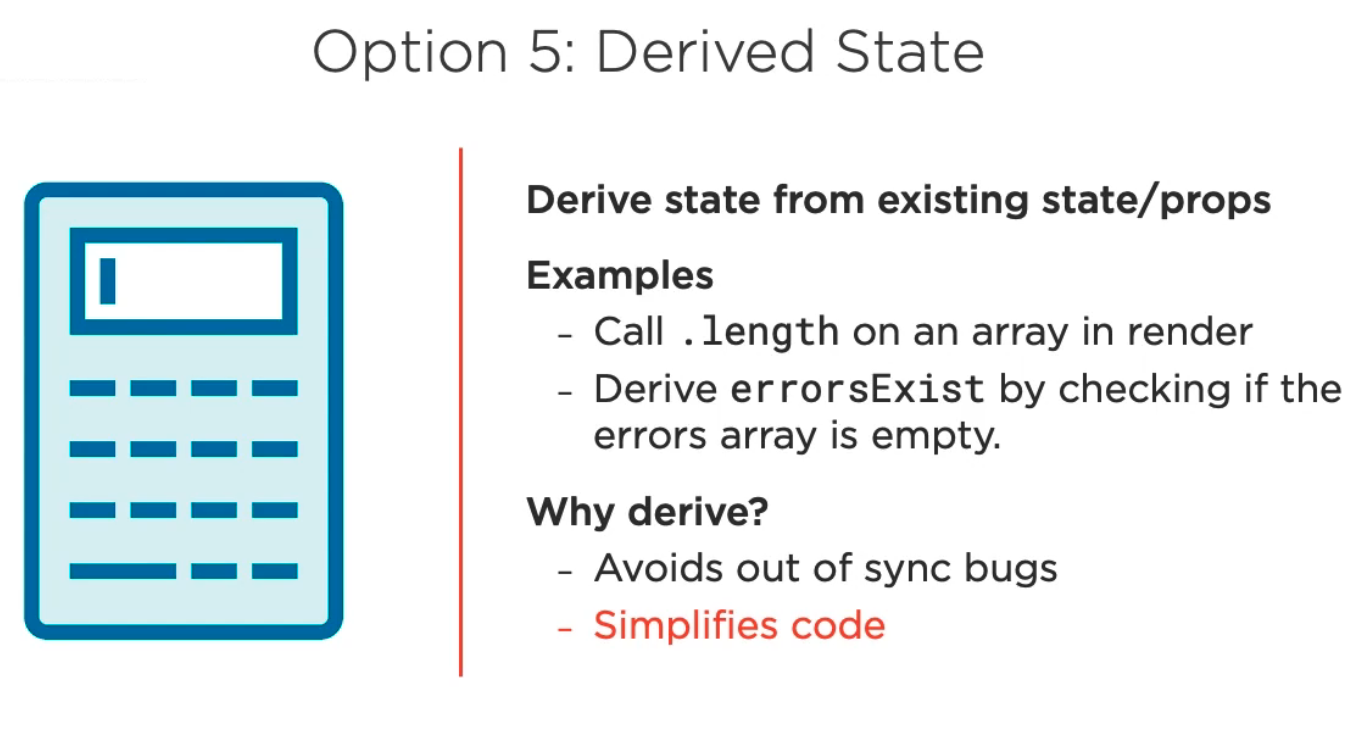 Option 5: Derived State
Derive state from existing state/props
Examples
– Call .length on an array in render
– Derive errorsExist by checking if the
errors array is empty.
Why derive?
– Avoids out of sync bugs
– Simplifies code